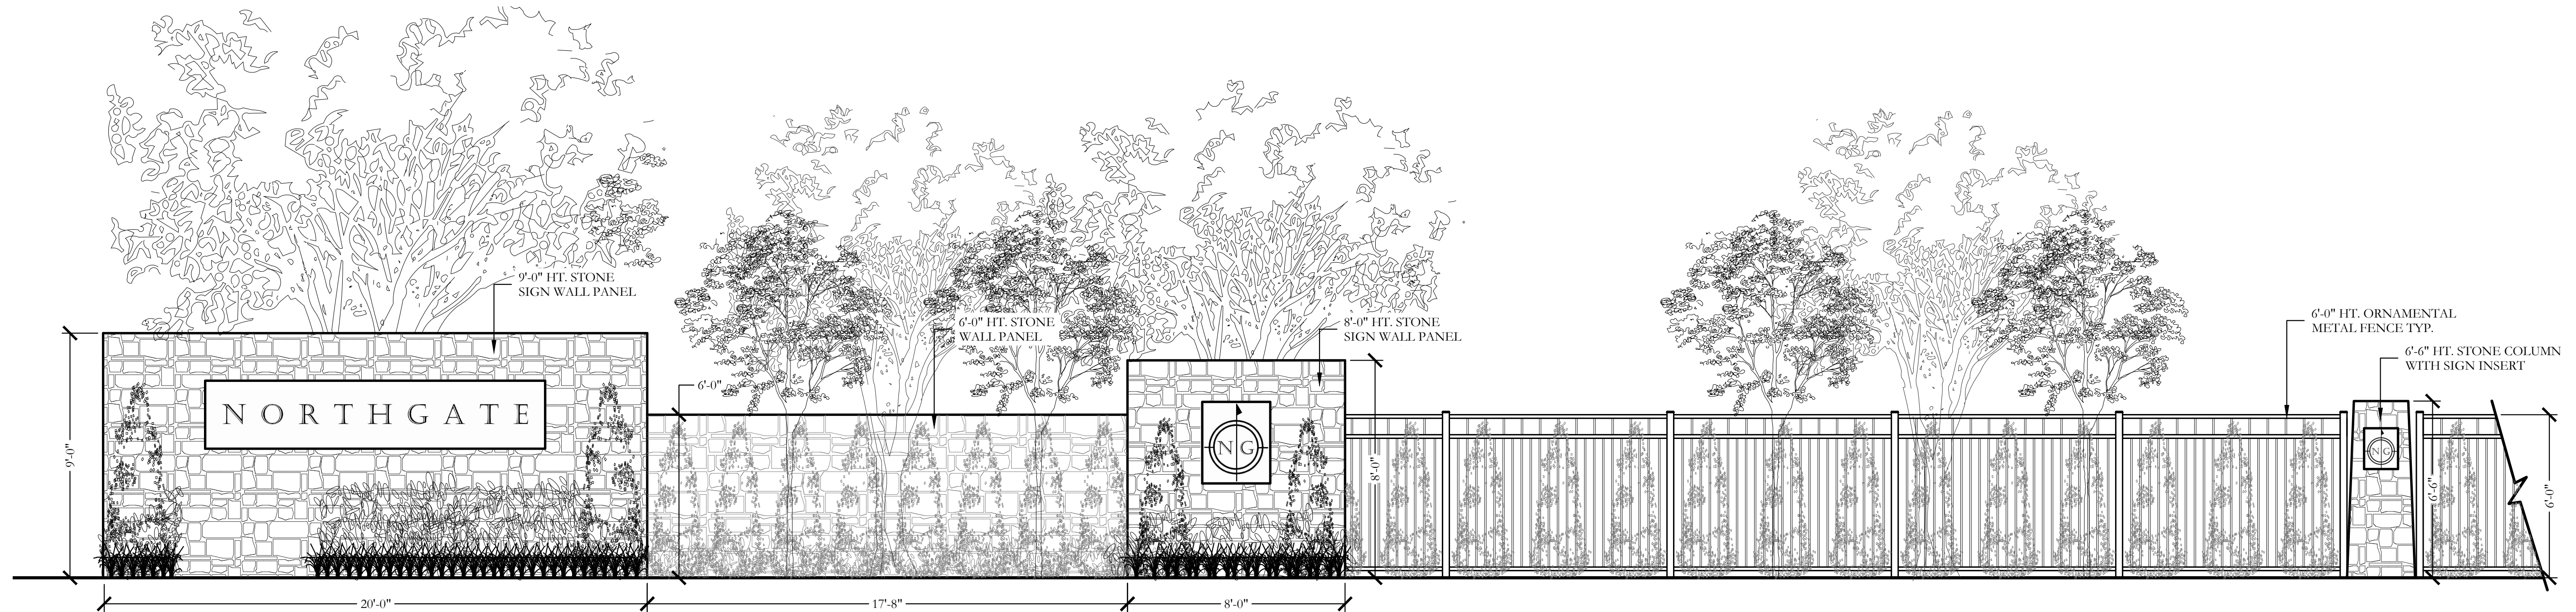 9'-0" HT. STONE
SIGN WALL PANEL
6'-0" HT. STONE
WALL PANEL
8'-0" HT. STONE
SIGN WALL PANEL
6'-0" HT. ORNAMENTAL
METAL FENCE TYP.
6'-6" HT. STONE COLUMN
WITH SIGN INSERT
NORTHGATE
NG
NG
9'-0"
6'-0"
8'-0"
6'-6"
6'-0"
20'-0"
17'-8"
8'-0"